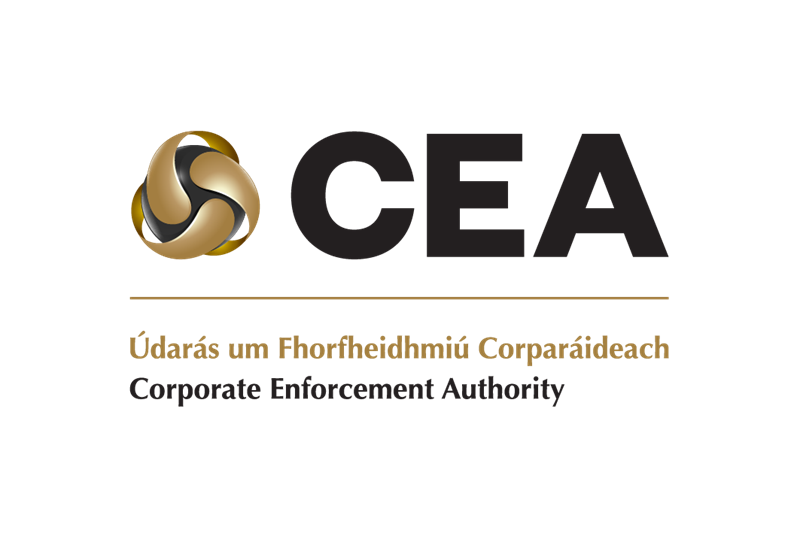 CEA
Údarás um Fhorfheidhmiú Corparáideach
Corporate Enforcement Authority